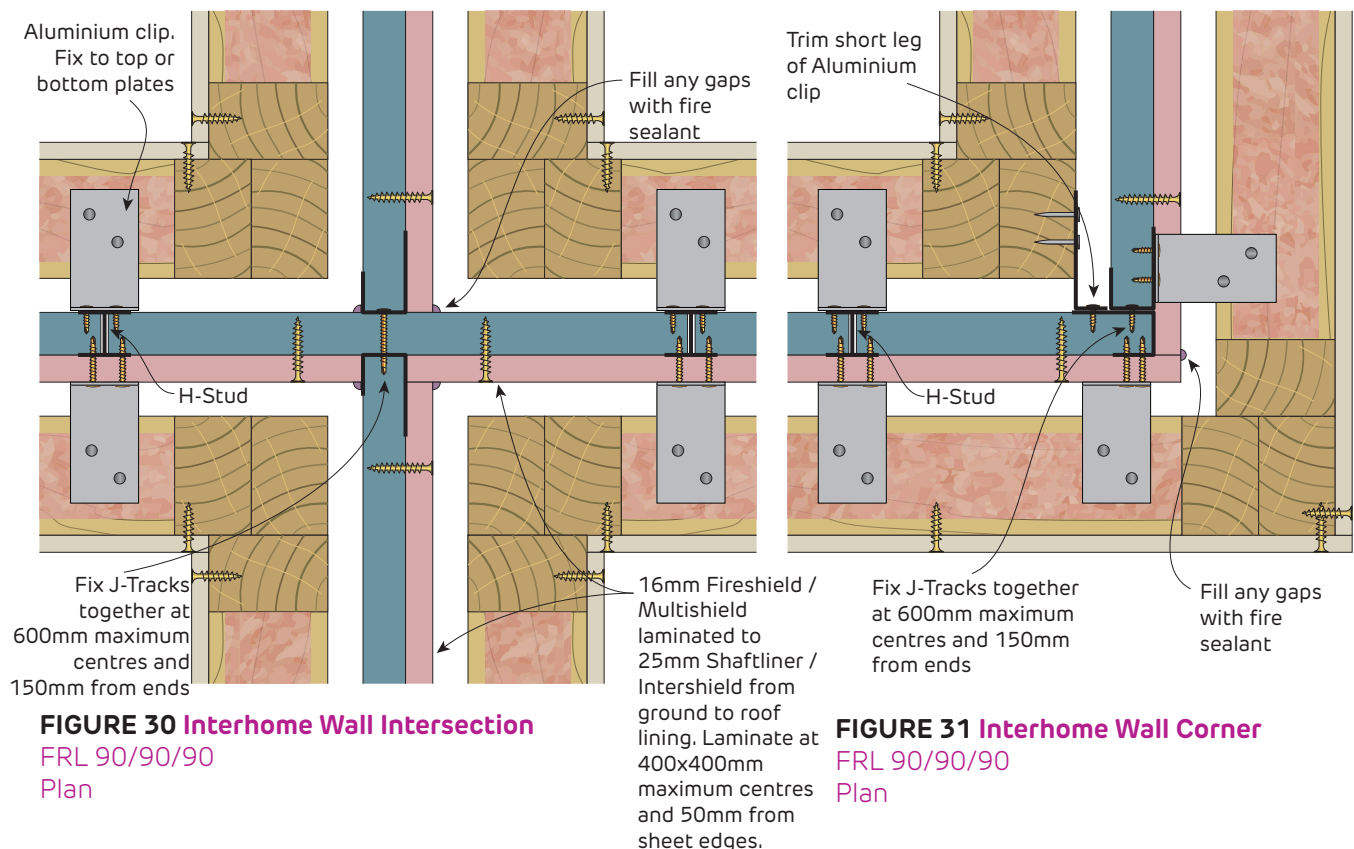 Aluminium clip.
Fix to top or
bottom plates
Fill any gaps
with fire
sealant
H-Stud
Fix J-Tracks
together at
600mm maximum
centres and
150mm from ends
16mm Fireshield /
Multishield
laminated to
25mm Shaftliner /
Intershield from
ground to roof
lining. Laminate at
400x400mm
maximum centres
and 50mm from
sheet edges.
FIGURE 30 Interhome Wall Intersection
FRL 90/90/90
Plan
Trim short leg
of Aluminium
clip
H-Stud
Fix J-Tracks together
at 600mm maximum
centres and 150mm
from ends
Fill any gaps
with fire
sealant
FIGURE 31 Interhome Wall Corner
FRL 90/90/90
Plan